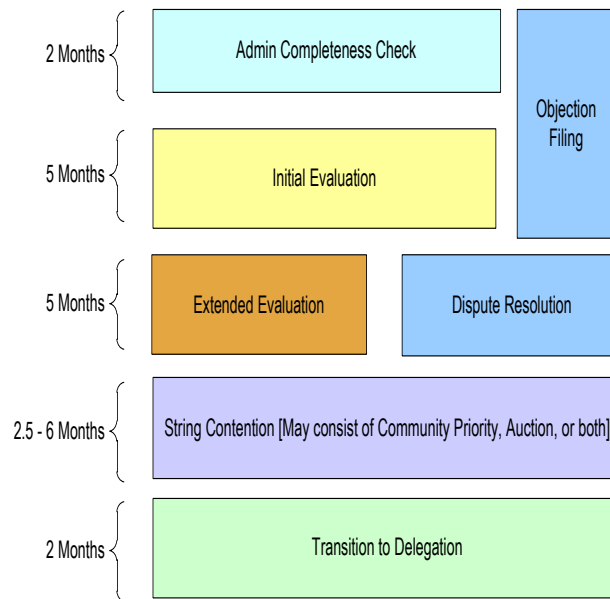 2 Months
Admin Completeness Check
Objection
Filing
5 Months
Initial Evaluation
5 Months
Extended Evaluation
Dispute Resolution
2.5 - 6 Months
String Contention [May consist of Community Priority, Auction, or both]
2 Months
Transition to Delegation